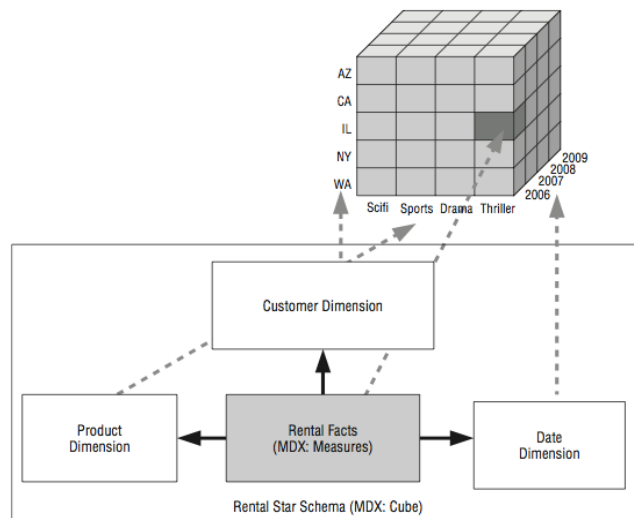 AZ
CA
IL
NY
WA
2009
2008
2007
2006
Scifi Sports Drama Thriller
Customer Dimension
Product
Dimension
Rental Facts
(MDX: Measures)
Date
Dimension
Rental Star Schema (MDX: Cube)